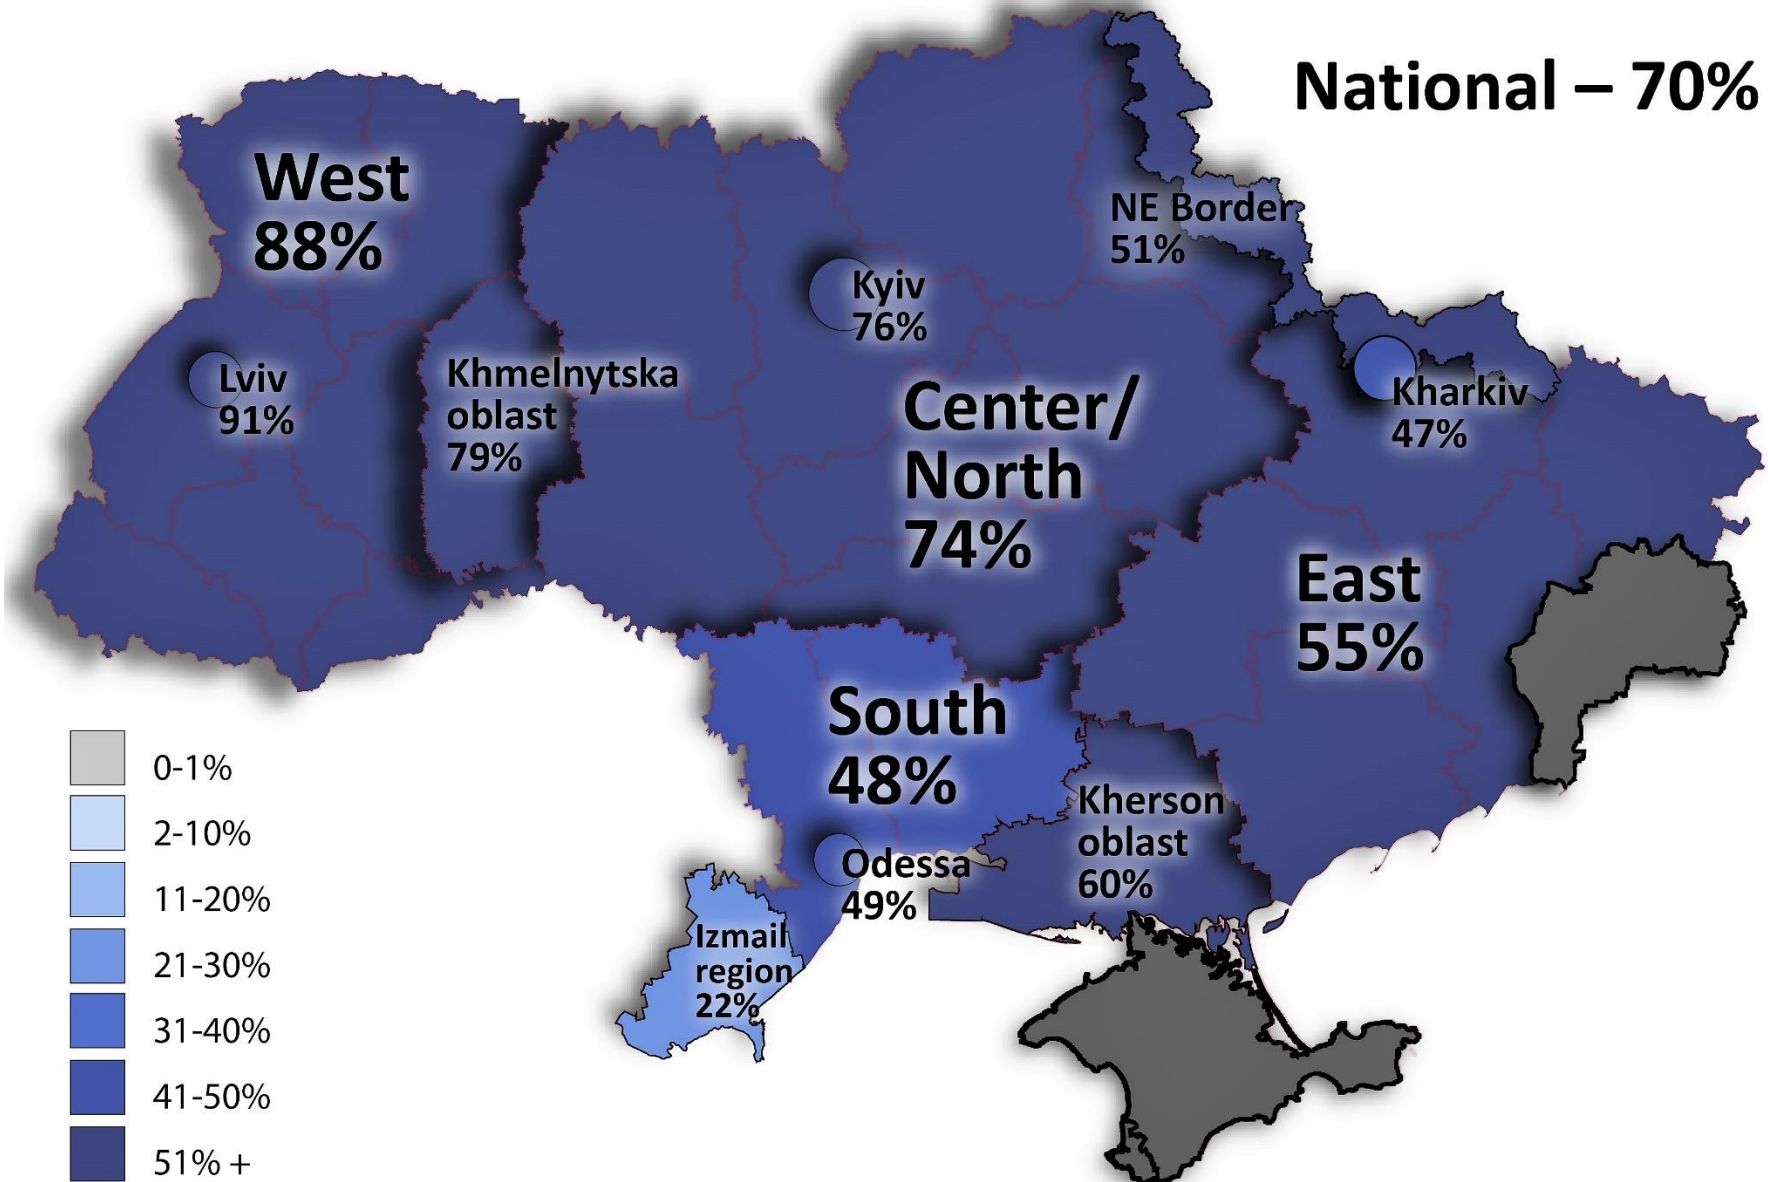 National – 70%
West
88%
NE Border
51%
Kyiv
76%
Lviv
91%
Khmelnytska
oblast
79%
Center/
North
74%
Kharkiv
47%
East
55%
South
48%
Kherson
oblast
60%
Odessa
49%
Izmail
region
22%
0-1%
2-10%
11-20%
21-30%
31-40%
41-50%
51% +